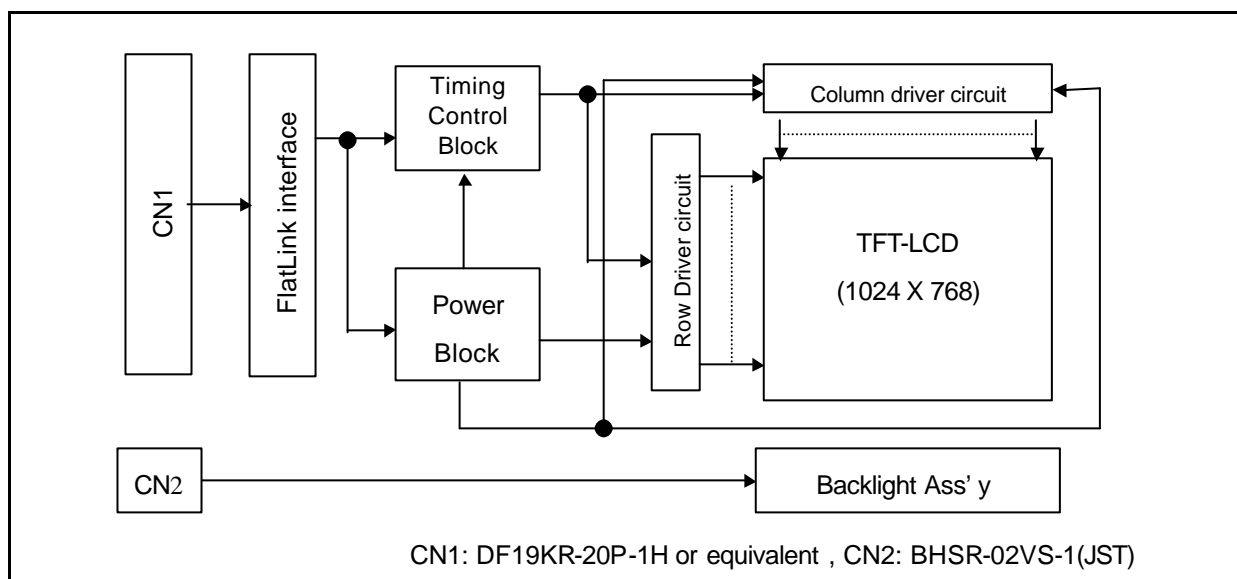 CN1
FlatLink interface
Timing
Control
Block
Power
Block
Row Driver circuit
Column driver circuit
TFT-LCD
(1024 X 768)
CN2
Backlight Ass' y
CN1: DF19KR-20P-1H or equivalent , CN2: BHSR-02VS-1(JST)